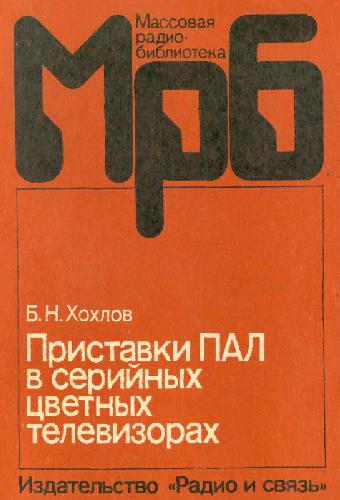 Массовая
радио-
библиотека
МРБ
Б. Н. Хохлов
Приставки ПАЛ
в серийных
цветных
телевизорах
Издательство «Радио и связь»